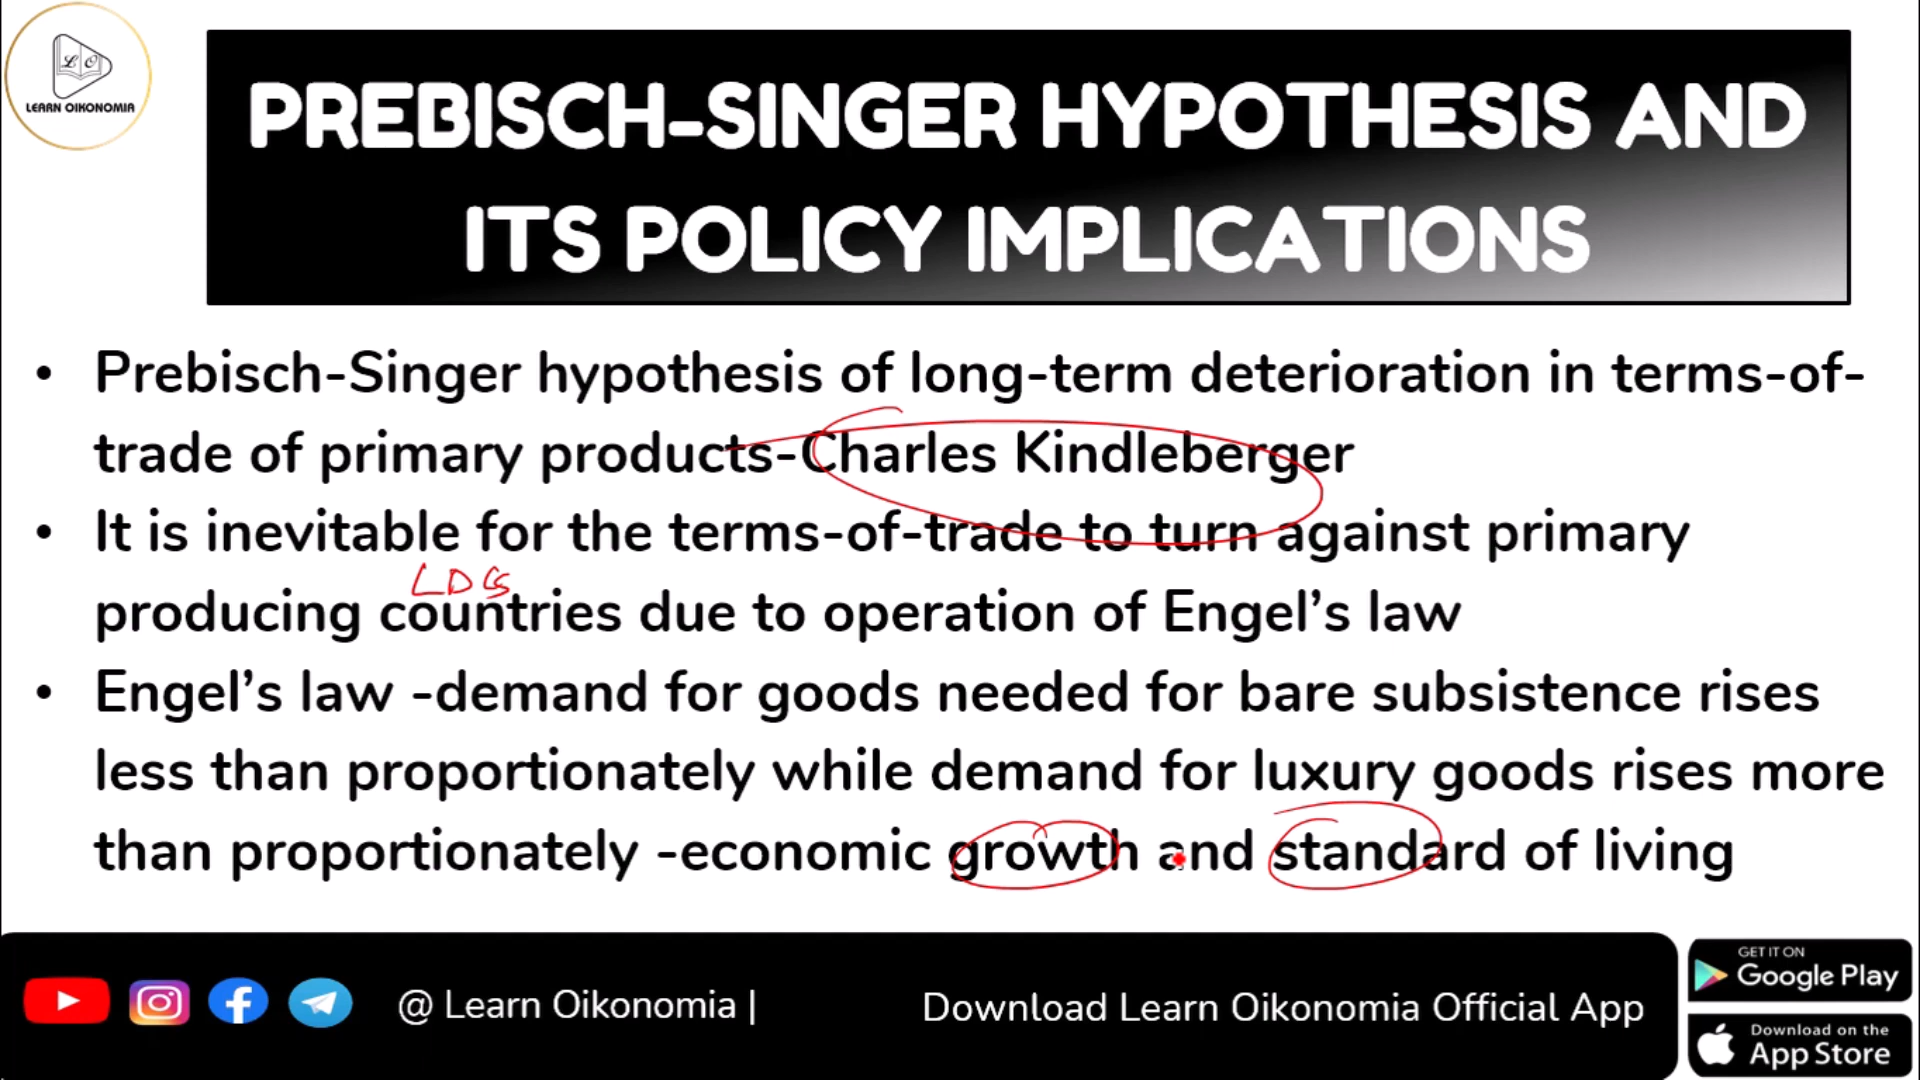 L O
LEARN OIKONOMIA
PREBISCH-SINGER HYPOTHESIS AND
ITS POLICY IMPLICATIONS
• Prebisch-Singer hypothesis of long-term deterioration in terms-of-
trade of primary products-Charles Kindleberger
• It is inevitable for the terms-of-trade to turn against primary
LDCs
producing countries due to operation of Engel’s law
• Engel’s law -demand for goods needed for bare subsistence rises
less than proportionately while demand for luxury goods rises more
than proportionately -economic growth and standard of living
@ Learn Oikonomia |
Download Learn Oikonomia Official App
GET IT ON
Google Play
Download on the
App Store